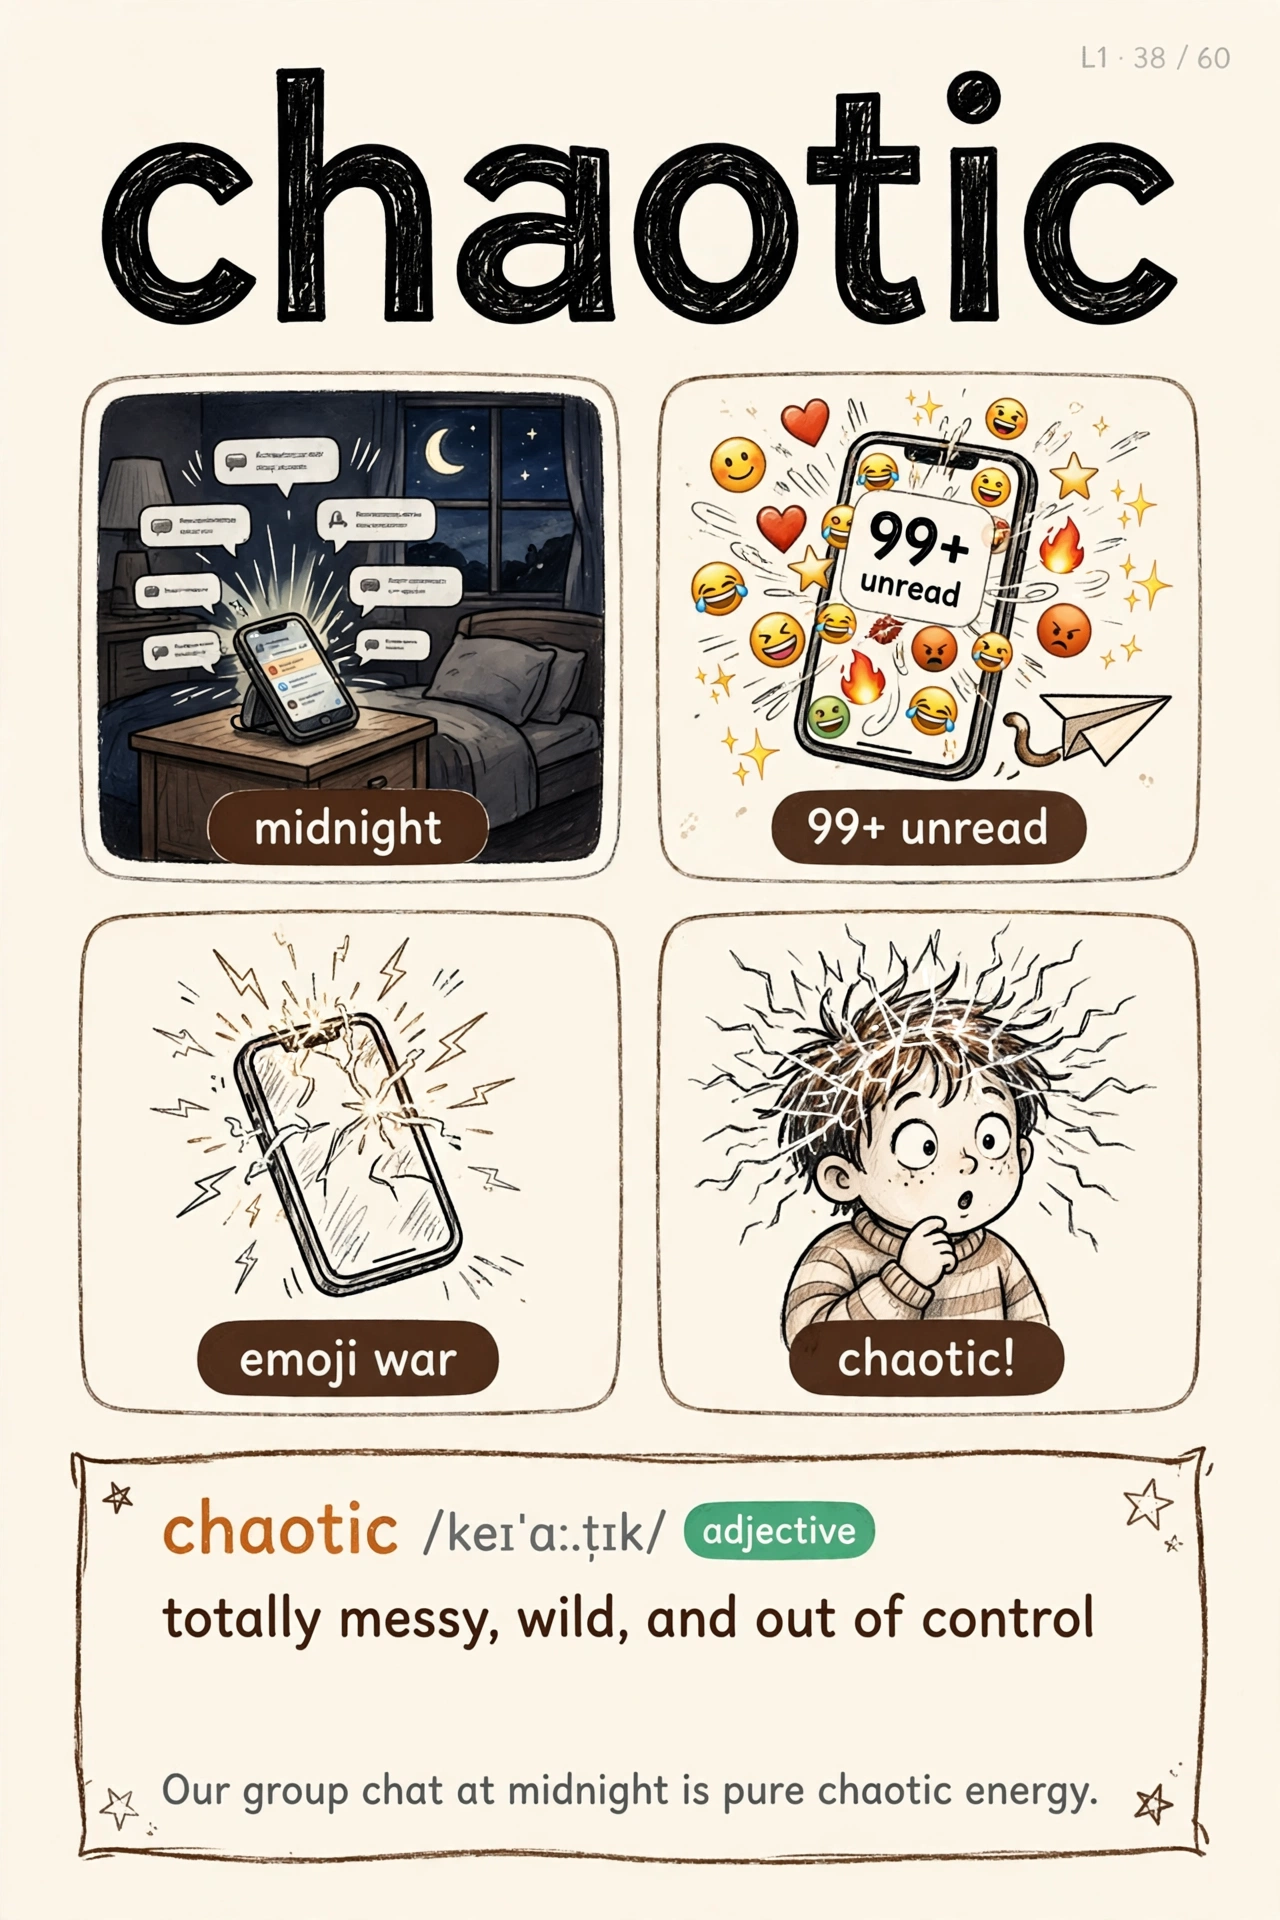 L1 · 38 / 60
chaotic
99+
unread
midnight
99+ unread
emoji war
chaotic!
chaotic /keɪˈɑː.t̬ɪk/ adjective
totally messy, wild, and out of control
Our group chat at midnight is pure chaotic energy.